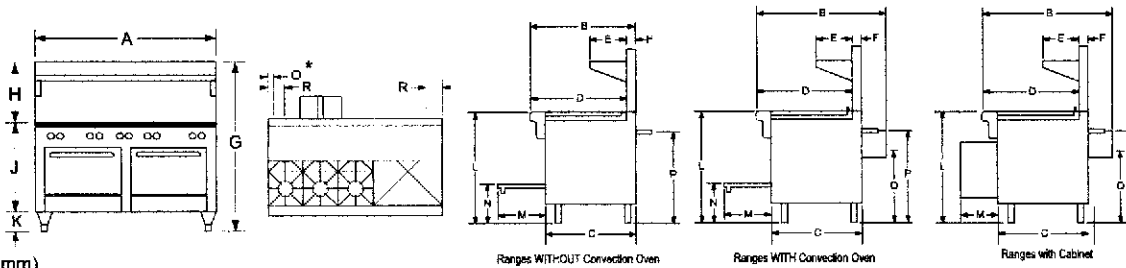 A
H
J
K
G
O *
R
R
B
E
F
D
L
P
N
M
C
Ranges WITHOUT Convection Oven
B
E
F
D
L
P
O
N
M
C
Ranges WITH Convection Oven
B
E
F
D
L
O
M
C
Ranges with Cabinet
mm)